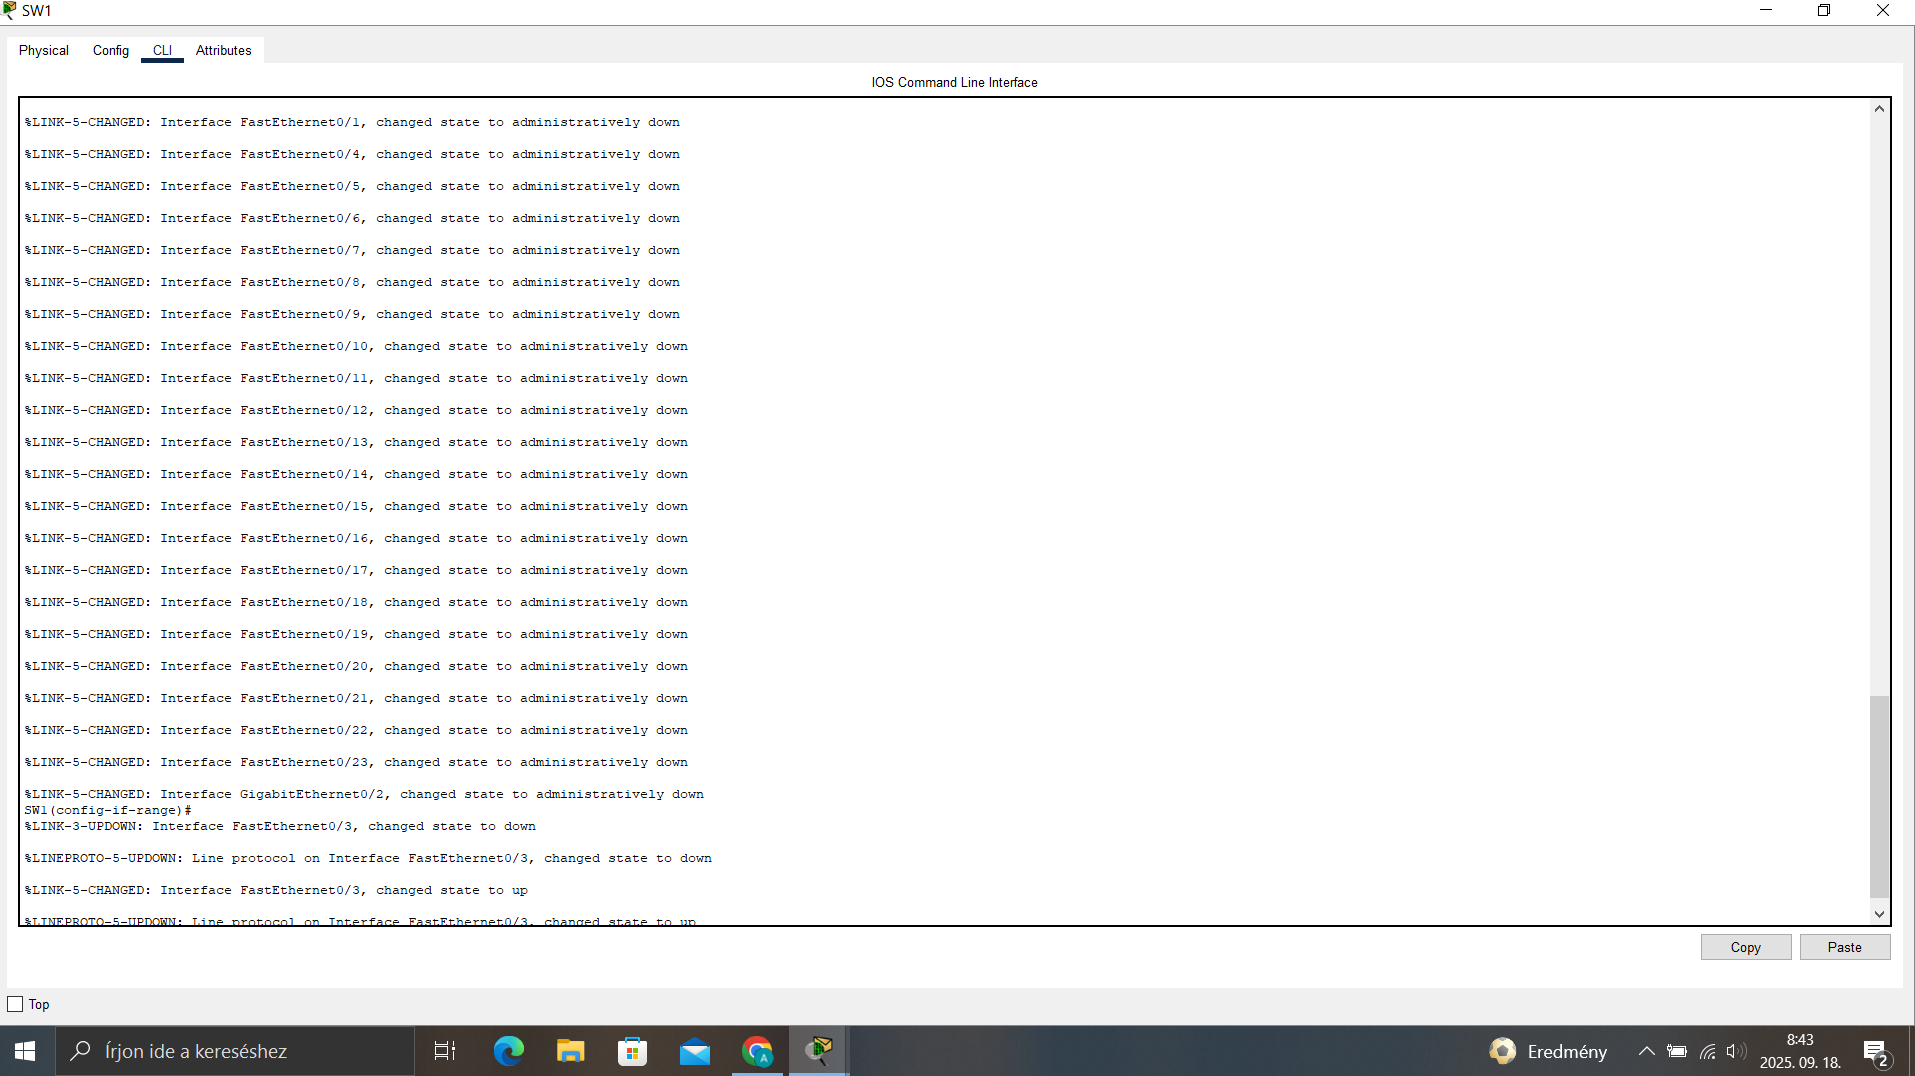 SW1
Physical Config CLI Attributes
IOS Command Line Interface
%LINK-5-CHANGED: Interface FastEthernet0/1, changed state to administratively down
%LINK-5-CHANGED: Interface FastEthernet0/4, changed state to administratively down
%LINK-5-CHANGED: Interface FastEthernet0/5, changed state to administratively down
%LINK-5-CHANGED: Interface FastEthernet0/6, changed state to administratively down
%LINK-5-CHANGED: Interface FastEthernet0/7, changed state to administratively down
%LINK-5-CHANGED: Interface FastEthernet0/8, changed state to administratively down
%LINK-5-CHANGED: Interface FastEthernet0/9, changed state to administratively down
%LINK-5-CHANGED: Interface FastEthernet0/10, changed state to administratively down
%LINK-5-CHANGED: Interface FastEthernet0/11, changed state to administratively down
%LINK-5-CHANGED: Interface FastEthernet0/12, changed state to administratively down
%LINK-5-CHANGED: Interface FastEthernet0/13, changed state to administratively down
%LINK-5-CHANGED: Interface FastEthernet0/14, changed state to administratively down
%LINK-5-CHANGED: Interface FastEthernet0/15, changed state to administratively down
%LINK-5-CHANGED: Interface FastEthernet0/16, changed state to administratively down
%LINK-5-CHANGED: Interface FastEthernet0/17, changed state to administratively down
%LINK-5-CHANGED: Interface FastEthernet0/18, changed state to administratively down
%LINK-5-CHANGED: Interface FastEthernet0/19, changed state to administratively down
%LINK-5-CHANGED: Interface FastEthernet0/20, changed state to administratively down
%LINK-5-CHANGED: Interface FastEthernet0/21, changed state to administratively down
%LINK-5-CHANGED: Interface FastEthernet0/22, changed state to administratively down
%LINK-5-CHANGED: Interface FastEthernet0/23, changed state to administratively down
%LINK-5-CHANGED: Interface GigabitEthernet0/2, changed state to administratively down
SW1(config-if-range)#
%LINK-3-UPDOWN: Interface FastEthernet0/3, changed state to down
%LINEPROTO-5-UPDOWN: Line protocol on Interface FastEthernet0/3, changed state to down
%LINK-5-CHANGED: Interface FastEthernet0/3, changed state to up
%LINEPROTO-5-UPDOWN: Line protocol on Interface FastEthernet0/3, changed state to up
Copy Paste
Top
Írjon ide a kereséshez
A
Eredmény
8:43
2025. 09. 18.
2